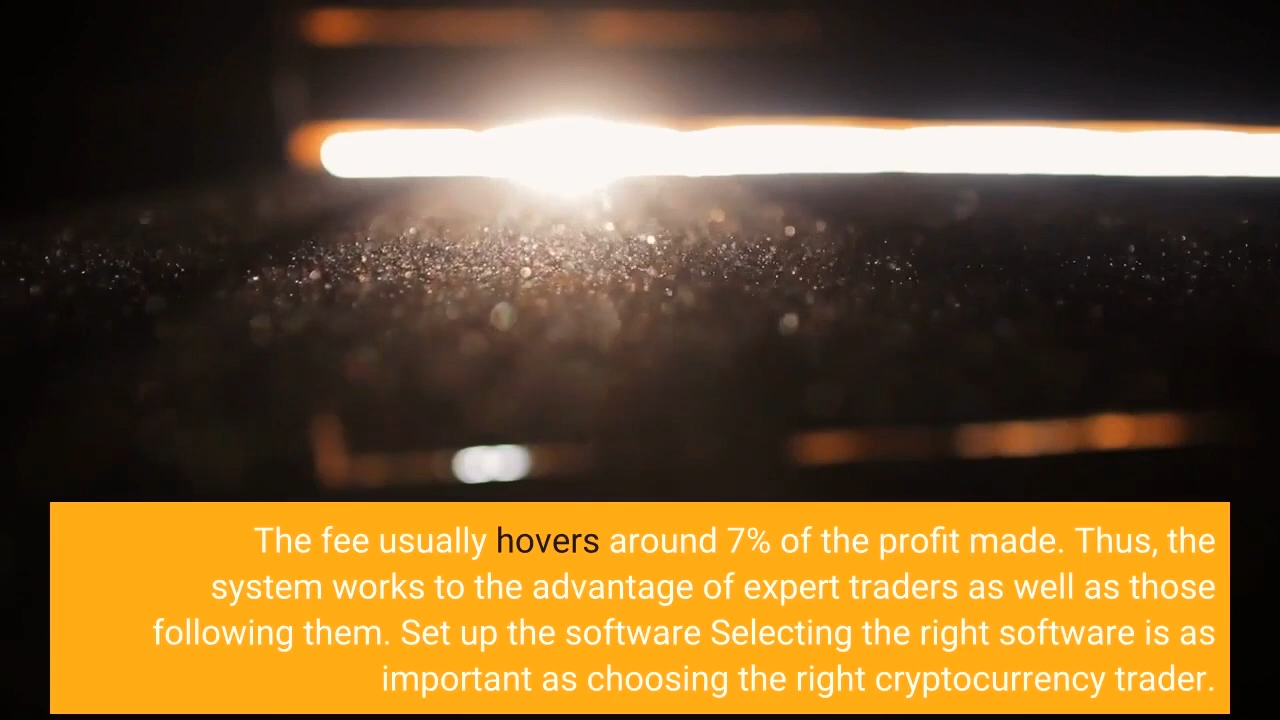 The fee usually hovers around 7% of the profit made. Thus, the
system works to the advantage of expert traders as well as those
following them. Set up the software Selecting the right software is as
important as choosing the right cryptocurrency trader.